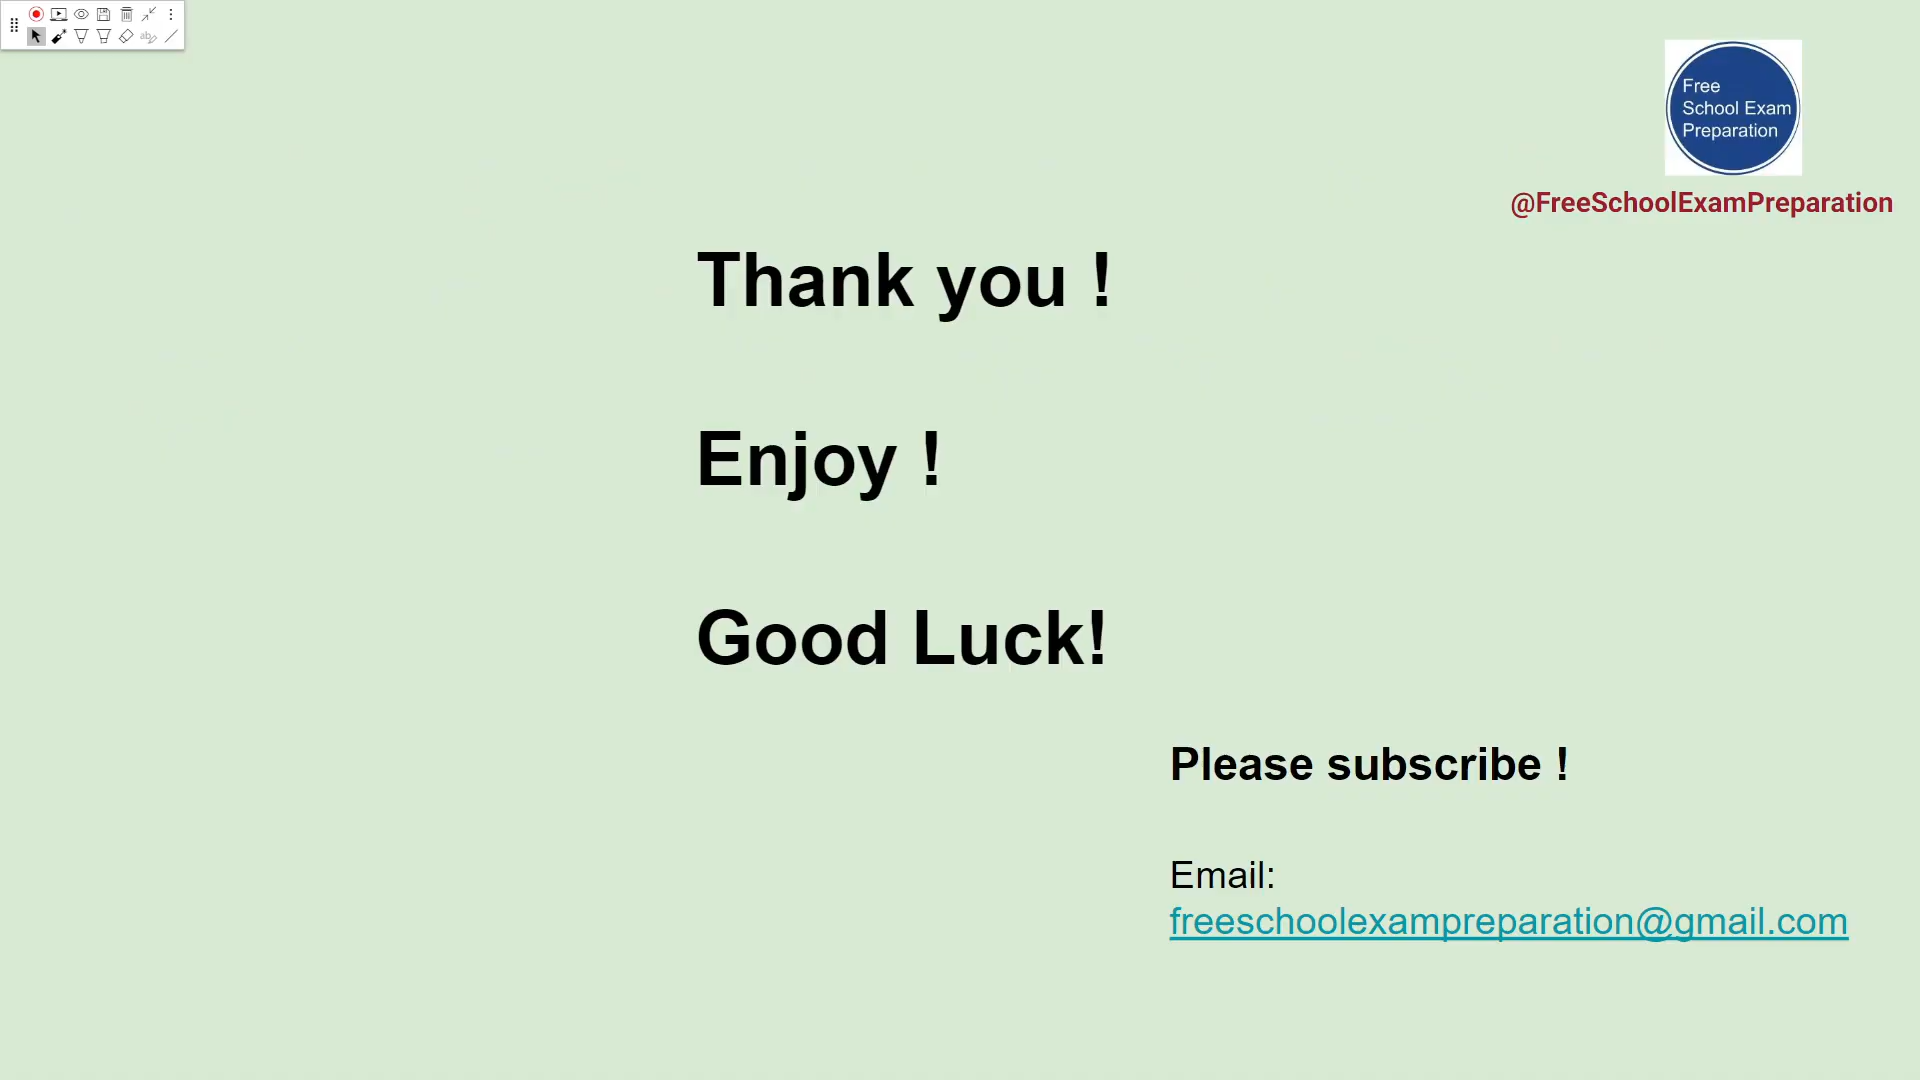 Free
School Exam
Preparation
@FreeSchoolExamPreparation
Thank you !
Enjoy !
Good Luck!
Please subscribe !
Email:
freeschoolexampreparation@gmail.com